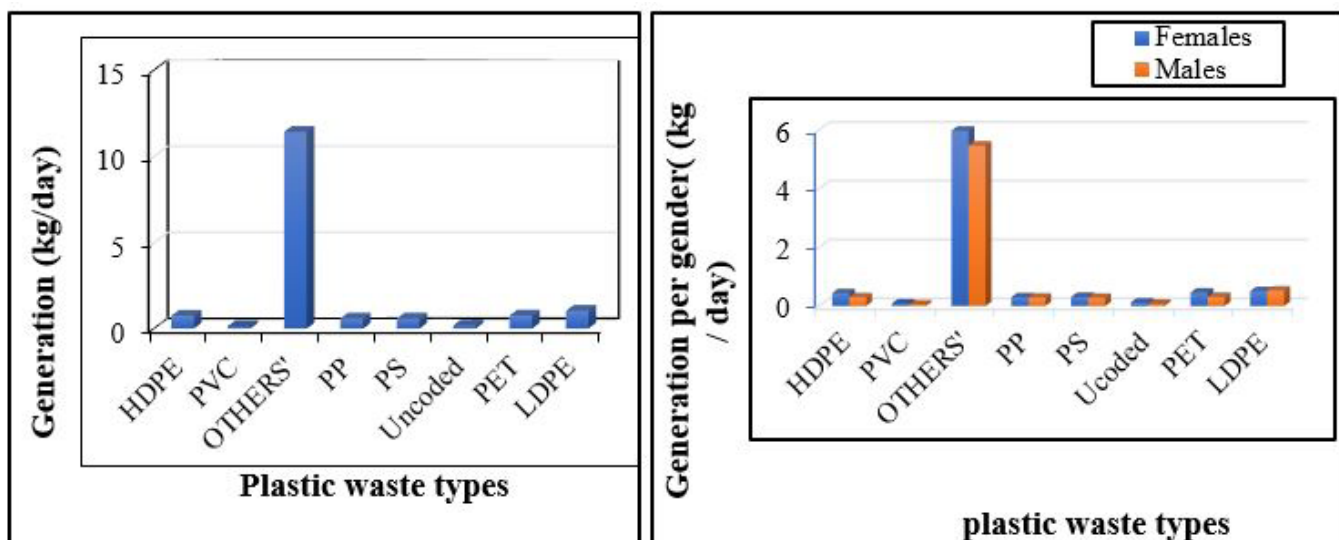 Generation (kg/day)
15
10
5
0
HDPE
PVC
OTHERS'
PP
PS
Uncoded
PET
LDPE
Plastic waste types
Females
Males
Generation per gender( (kg
/ day)
6
4
2
0
HDPE
PVC
OTHERS'
PP
PS
Ucoded
PET
LDPE
plastic waste types